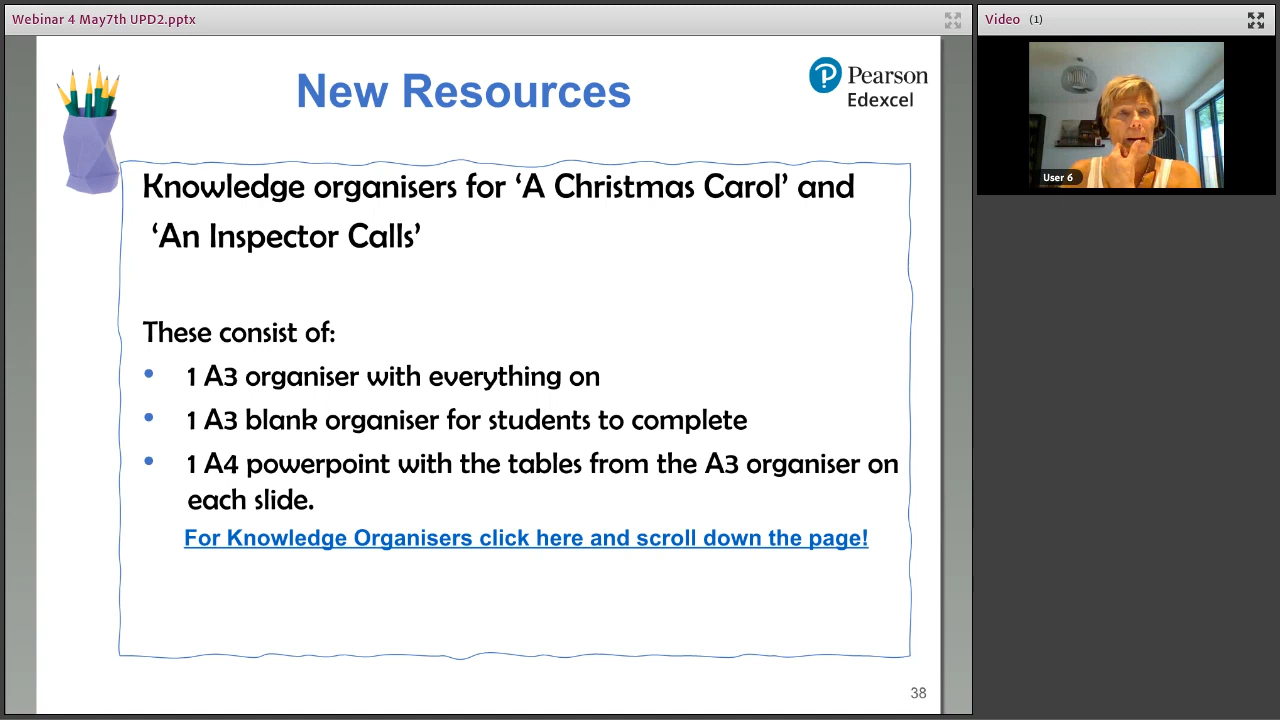 Webinar 4 May7th UPD2.pptx
Video (1)
New Resources
Pearson
Edexcel
User 6
Knowledge organisers for ‘A Christmas Carol’ and
‘An Inspector Calls’
These consist of:
• 1 A3 organiser with everything on
• 1 A3 blank organiser for students to complete
• 1 A4 powerpoint with the tables from the A3 organiser on
each slide.
For Knowledge Organisers click here and scroll down the page!
38